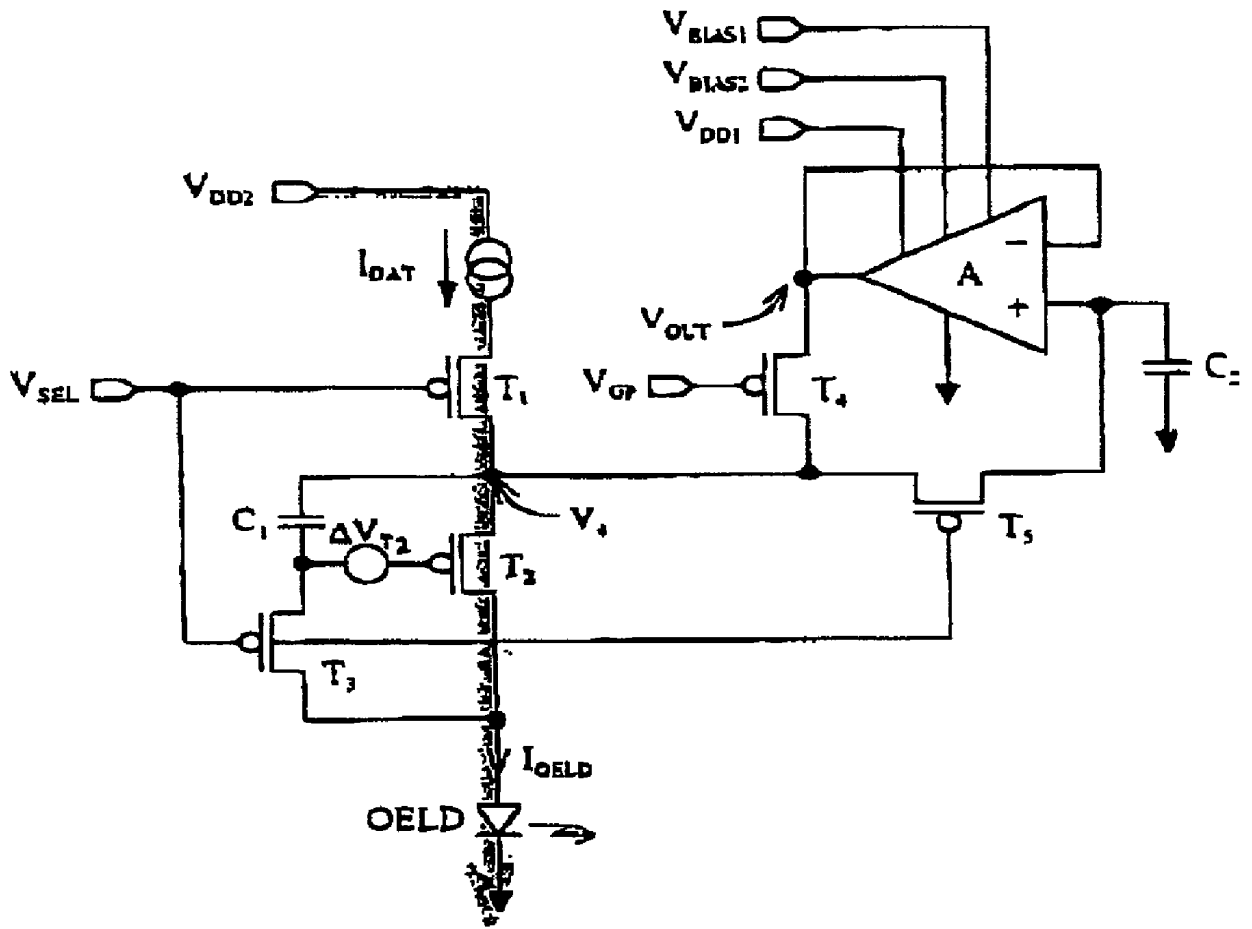 V_BIAS1
V_BIAS2
V_DD1
V_DD2
I_DAT
A
−
+
V_OUT
V_SEL
T_1
V_GP
T_4
C_2
C_1
ΔV_T2
V_4
T_2
T_5
T_3
I_OELD
OELD